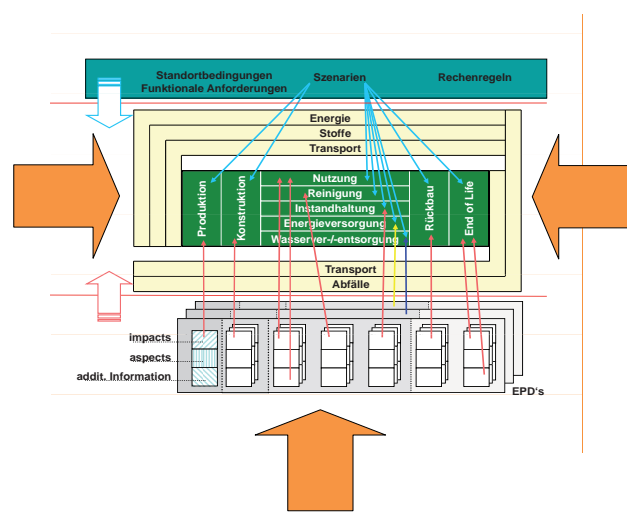 Standortbedingungen
Funktionale Anforderungen
Szenarien
Rechenregeln
Energie
Stoffe
Transport
Produktion
Konstruktion
Nutzung
Reinigung
Instandhaltung
Energieversorgung
Wasserver-/entsorgung
Rückbau
End of Life
Transport
Abfälle
impacts
aspects
addit. Information
EPD's